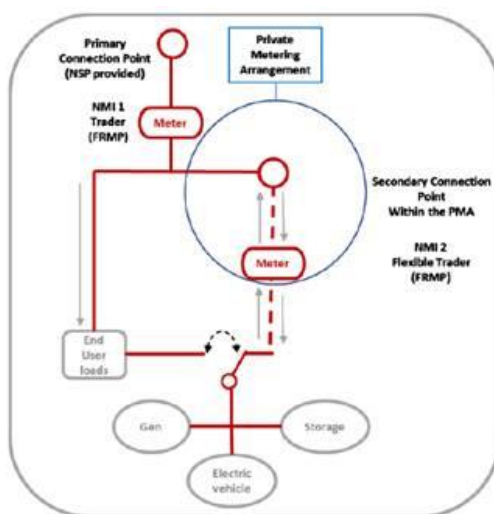 Primary
Connection Point
(NSP provided)
Private
Metering
Arrangement
NMI 1
Trader
(FRMP)
Meter
Secondary Connection
Point
Within the PMA
Meter
NMI 2
Flexible Trader
(FRMP)
End
User
loads
Gen
Storage
Electric
vehicle